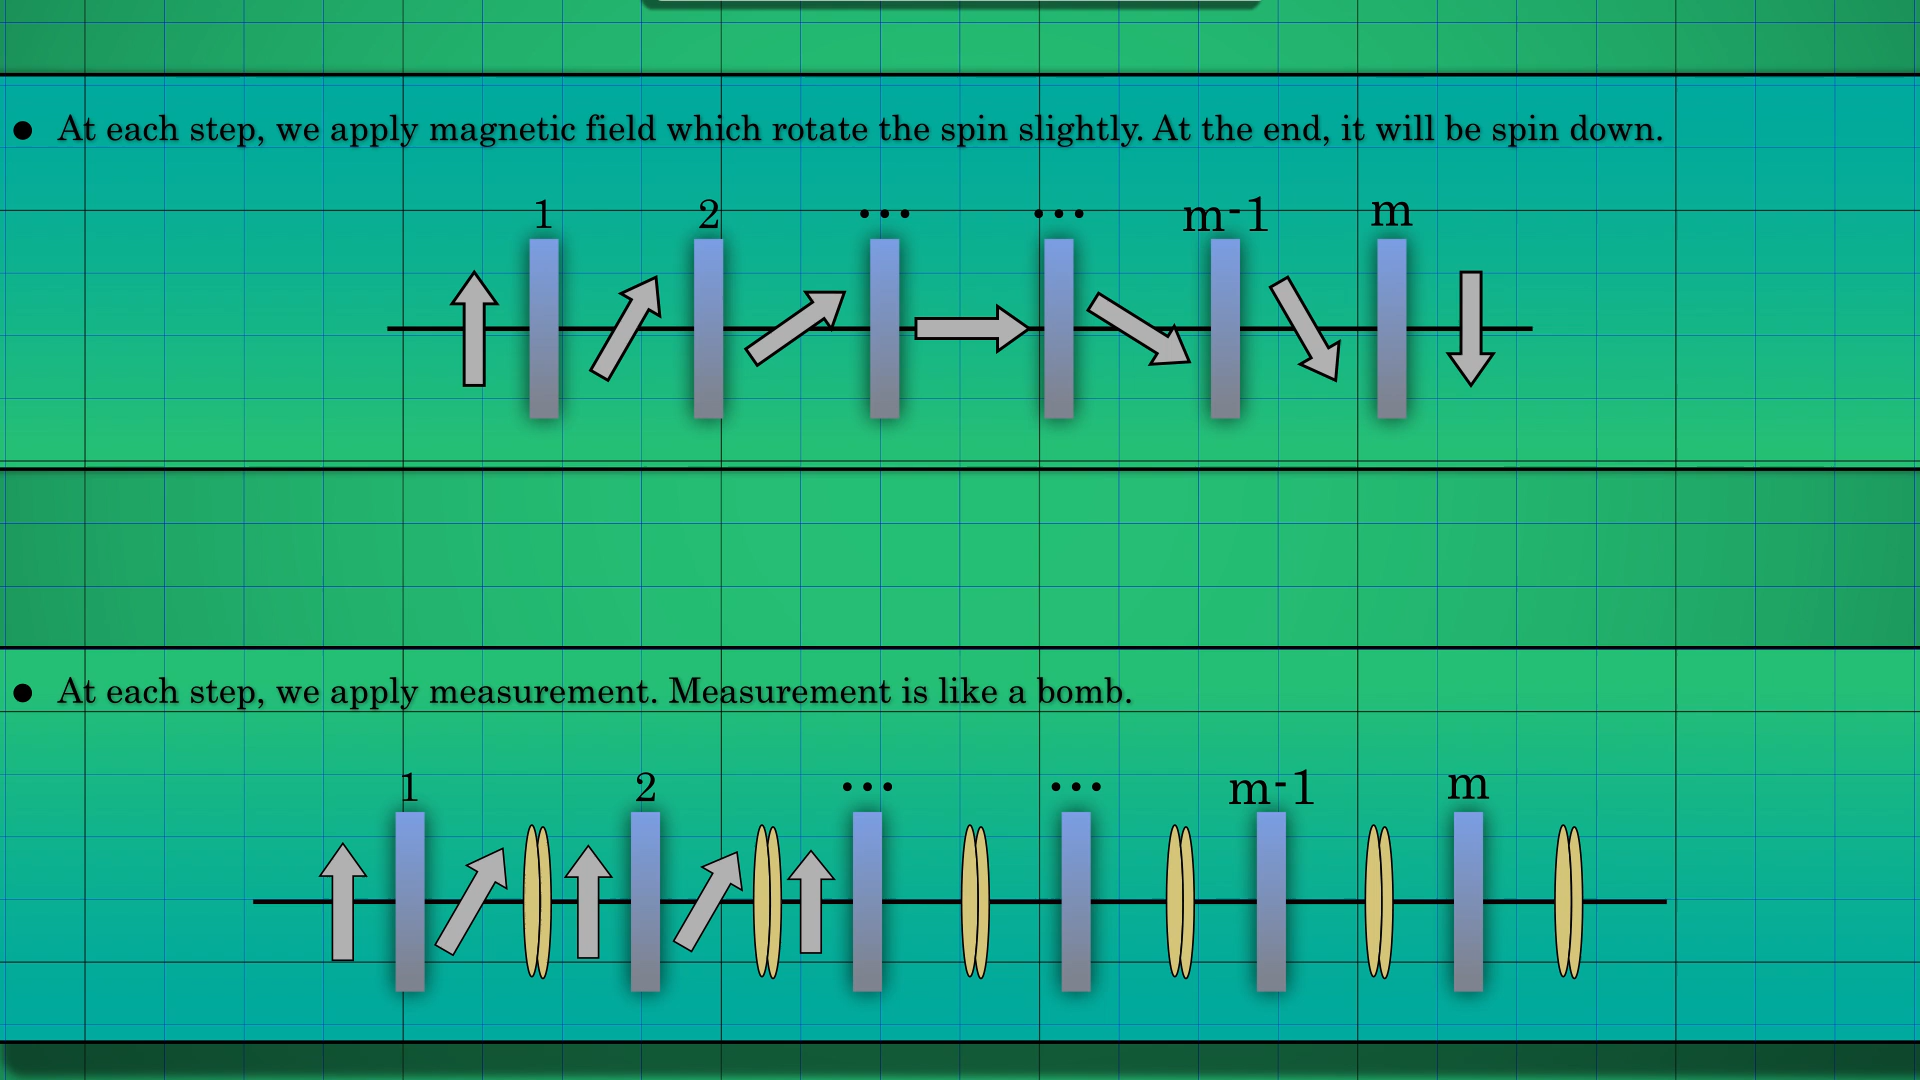 ● At each step, we apply magnetic field which rotate the spin slightly. At the end, it will be spin down.
1 2 ... ... m-1 m
● At each step, we apply measurement. Measurement is like a bomb.
1 2 ... ... m-1 m